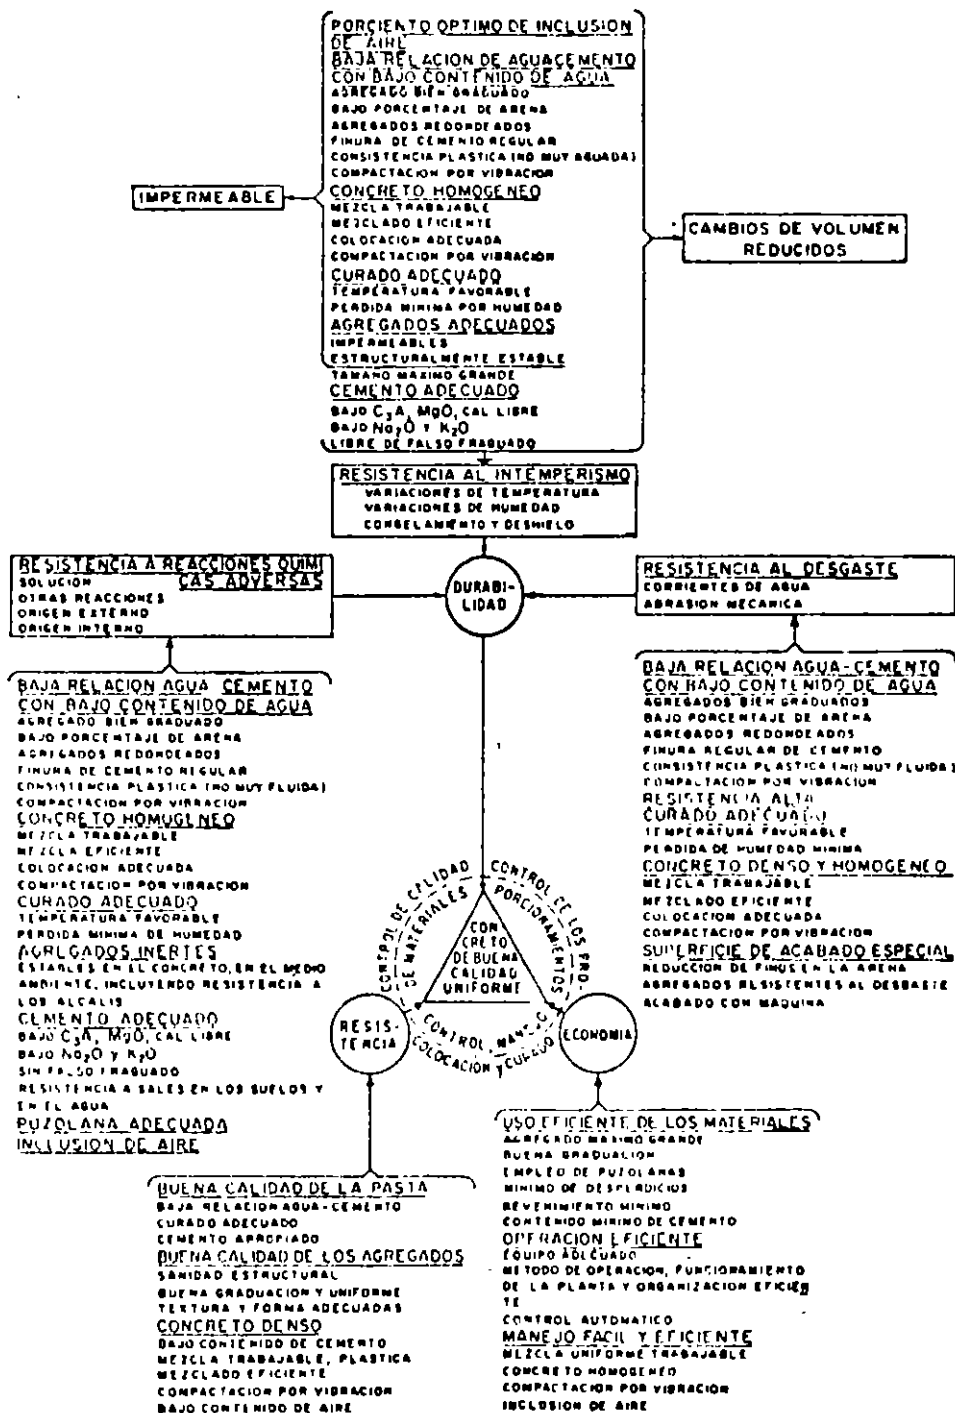 PORCIENTO OPTIMO DE INCLUSION
DE AIRE
BAJA RELACION DE AGUACEMENTO
CON BAJO CONTENIDO DE AGUA
AGREGADO BIEN GRADUADO
BAJO PORCENTAJE DE ARENA
AGREGADOS REDONDEADOS
FINURA DE CEMENTO REGULAR
CONSISTENCIA PLASTICA (NO MUY AGUADA)
COMPACTACION POR VIBRACION
CONCRETO HOMOGENEO
MEZCLA TRABAJABLE
MEZCLADO EFICIENTE
COLOCACION ADECUADA
COMPACTACION POR VIBRACION
CURADO ADECUADO
TEMPERATURA FAVORABLE
PERDIDA MINIMA POR HUMEDAD
AGREGADOS ADECUADOS
IMPERMEABLES
ESTRUCTURALMENTE ESTABLE
TAMAÑO MAXIMO GRANDE
CEMENTO ADECUADO
BAJO C3A, MgO, CAL LIBRE
BAJO Na2O Y K2O
LIBRE DE FALSO FRAGUADO
IMPERMEABLE
CAMBIOS DE VOLUMEN
REDUCIDOS
RESISTENCIA AL INTEMPERISMO
VARIACIONES DE TEMPERATURA
VARIACIONES DE HUMEDAD
CONGELAMIENTO Y DESHIELO
RESISTENCIA A REACCIONES QUIMI
CAS ADVERSAS
SOLUCION
OTRAS REACCIONES
ORIGEN EXTERNO
ORIGEN INTERNO
DURABI-
LIDAD
RESISTENCIA AL DESGASTE
CORRIENTES DE AGUA
ABRASION MECANICA
BAJA RELACION AGUA CEMENTO
CON BAJO CONTENIDO DE AGUA
AGREGADO BIEN GRADUADO
BAJO PORCENTAJE DE ARENA
AGREGADOS REDONDEADOS
FINURA DE CEMENTO REGULAR
CONSISTENCIA PLASTICA (NO MUY FLUIDA)
COMPACTACION POR VIBRACION
CONCRETO HOMOGENEO
MEZCLA TRABAJABLE
MEZCLA EFICIENTE
COLOCACION ADECUADA
COMPACTACION POR VIBRACION
CURADO ADECUADO
TEMPERATURA FAVORABLE
PERDIDA MINIMA DE HUMEDAD
AGREGADOS INERTES
ESTABLES EN EL CONCRETO, EN EL MEDIO
AMBIENTE, INCLUYENDO RESISTENCIA A
LOS ALCALIS
CEMENTO ADECUADO
BAJO C3A, MgO, CAL LIBRE
BAJO Na2O Y K2O
SIN FALSO FRAGUADO
RESISTENCIA A SALES EN LOS SUELOS Y
EN EL AGUA
PUZOLANA ADECUADA
INCLUSION DE AIRE
BAJA RELACION AGUA-CEMENTO
CON BAJO CONTENIDO DE AGUA
AGREGADOS BIEN GRADUADOS
BAJO PORCENTAJE DE ARENA
AGREGADOS REDONDEADOS
FINURA REGULAR DE CEMENTO
CONSISTENCIA PLASTICA (NO MUY FLUIDA)
COMPACTACION POR VIBRACION
RESISTENCIA ALTA
CURADO ADECUADO
TEMPERATURA FAVORABLE
PERDIDA DE HUMEDAD MINIMA
CONCRETO DENSO Y HOMOGENEO
MEZCLA TRABAJABLE
MEZCLADO EFICIENTE
COLOCACION ADECUADA
COMPACTACION POR VIBRACION
SUPERFICIE DE ACABADO ESPECIAL
REDUCCION DE FINOS EN LA ARENA
AGREGADOS RESISTENTES AL DESGASTE
ACABADO CON MAQUINA
CONTROL DE CALIDAD
DE MATERIALES
CONTROL DE LOS PRO-
PORCIONAMIENTOS
CON
CRETO
DE BUENA
CALIDAD
UNIFORME
CONTROL, MANEJO
COLOCACION Y CURADO
RESIS-
TENCIA
ECONOMIA
BUENA CALIDAD DE LA PASTA
BAJA RELACION AGUA-CEMENTO
CURADO ADECUADO
CEMENTO APROPIADO
BUENA CALIDAD DE LOS AGREGADOS
SANIDAD ESTRUCTURAL
BUENA GRADUACION Y UNIFORME
TEXTURA Y FORMA ADECUADAS
CONCRETO DENSO
BAJO CONTENIDO DE CEMENTO
MEZCLA TRABAJABLE, PLASTICA
MEZCLADO EFICIENTE
COMPACTACION POR VIBRACION
BAJO CONTENIDO DE AIRE
USO EFICIENTE DE LOS MATERIALES
AGREGADO MAXIMO GRANDE
BUENA GRADUACION
EMPLEO DE PUZOLANAS
MINIMO DE DESPERDICIOS
REVENIMIENTO MINIMO
CONTENIDO MINIMO DE CEMENTO
OPERACION EFICIENTE
EQUIPO ADECUADO
METODO DE OPERACION, FUNCIONAMIENTO
DE LA PLANTA Y ORGANIZACION EFICIEN
TE
CONTROL AUTOMATICO
MANEJO FACIL Y EFICIENTE
MEZCLA UNIFORME TRABAJABLE
CONCRETO HOMOGENEO
COMPACTACION POR VIBRACION
INCLUSION DE AIRE